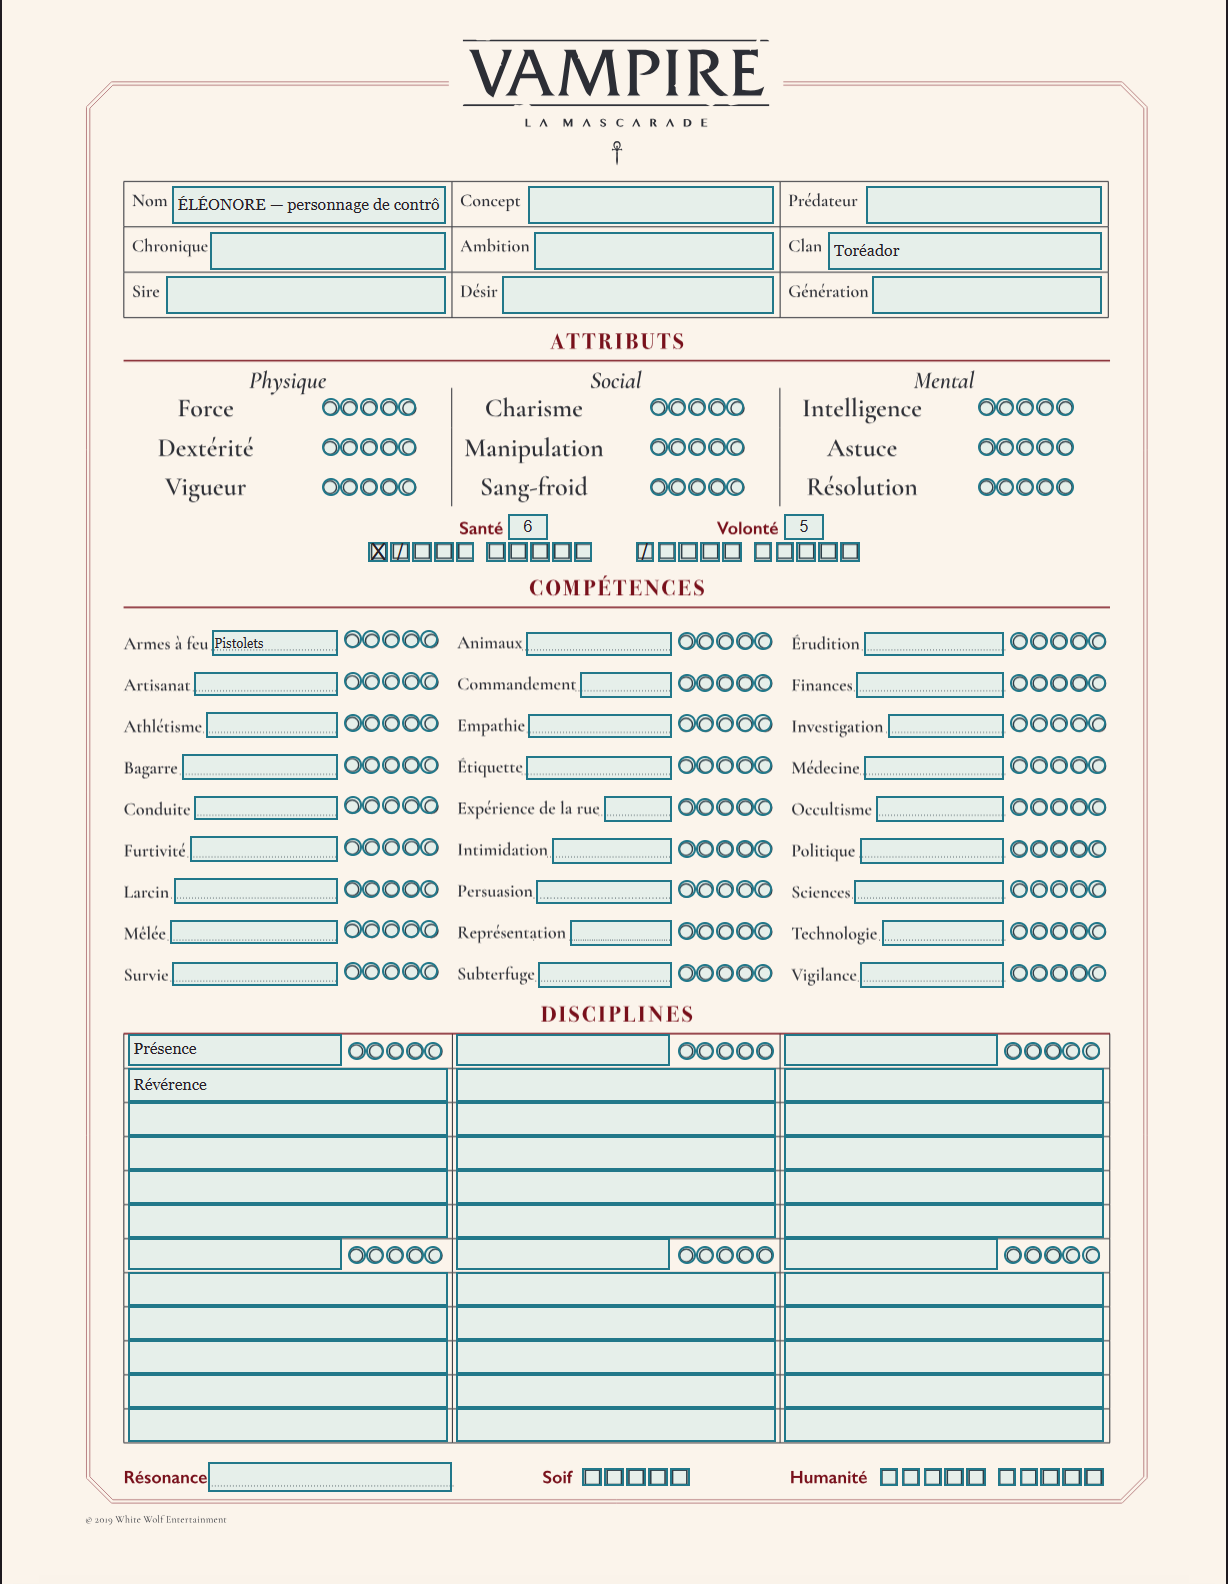 VAMPIRE
LA MASCARADE
Nom ÉLÉONORE — personnage de contrô Concept Prédateur
Chronique Ambition Clan Toréador
Sire Désir Génération
ATTRIBUTS
Physique Social Mental
Force Charisme Intelligence
Dextérité Manipulation Astuce
Vigueur Sang-froid Résolution
Santé 6 Volonté 5
X / /
COMPÉTENCES
Armes à feu Pistolets Animaux Érudition
Artisanat Commandement Finances
Athlétisme Empathie Investigation
Bagarre Étiquette Médecine
Conduite Expérience de la rue Occultisme
Furtivité Intimidation Politique
Larcin Persuasion Sciences
Mêlée Représentation Technologie
Survie Subterfuge Vigilance
DISCIPLINES
Présence
Révérence
Résonance Soif Humanité
© 2019 White Wolf Entertainment